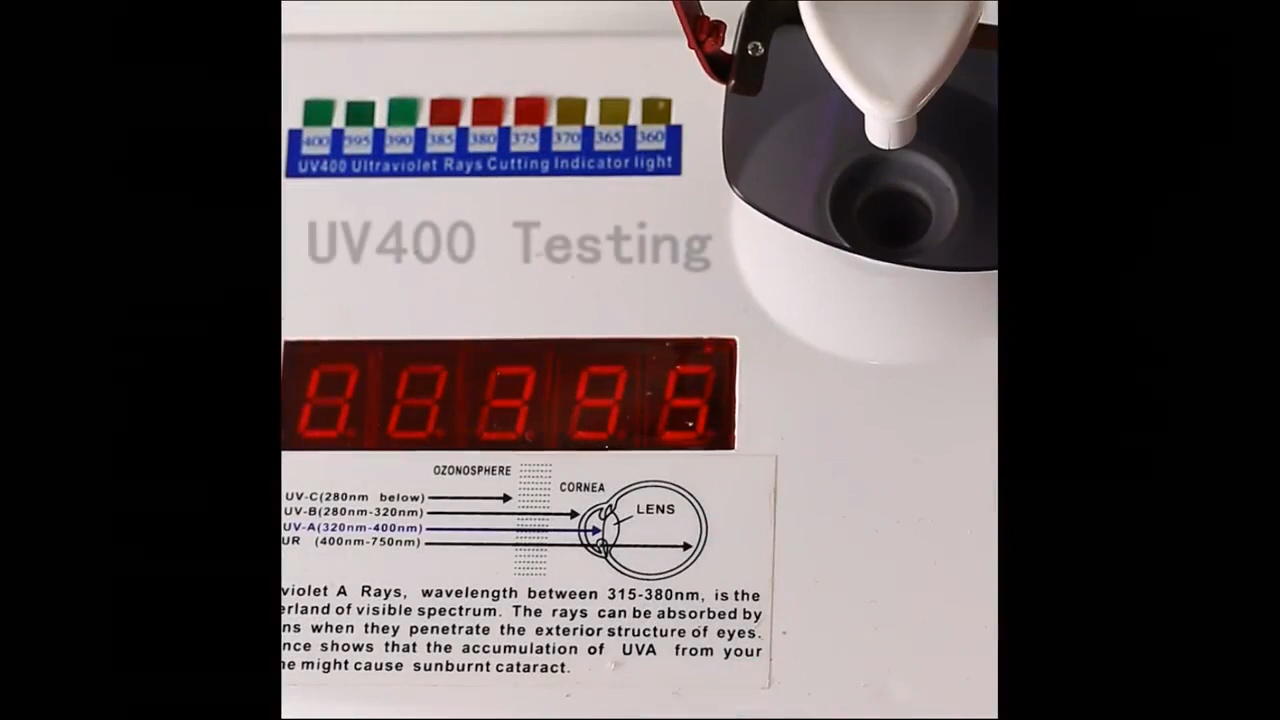 400 395 390 385 380 375 370 365 360
UV400 Ultraviolet Rays Cutting Indicator light
UV400 Testing
OZONOSPHERE
CORNEA
LENS
UV-C(280nm below)
UV-B(280nm-320nm)
UV-A(320nm-400nm)
UR (400nm-750nm)
violet A Rays, wavelength between 315-380nm, is the
erland of visible spectrum. The rays can be absorbed by
ns when they penetrate the exterior structure of eyes.
nce shows that the accumulation of UVA from your
e might cause sunburnt cataract.